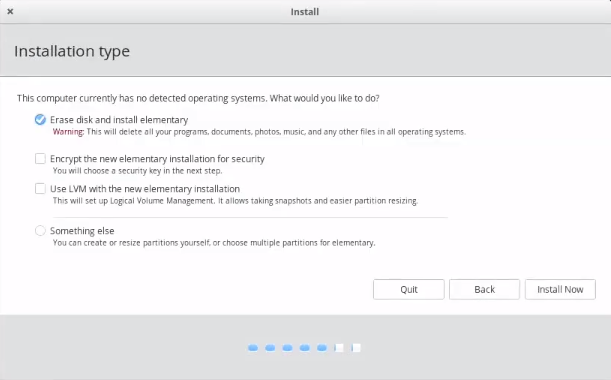 Install
Installation type
This computer currently has no detected operating systems. What would you like to do?
Erase disk and install elementary
Warning: This will delete all your programs, documents, photos, music, and any other files in all operating systems.
Encrypt the new elementary installation for security
You will choose a security key in the next step.
Use LVM with the new elementary installation
This will set up Logical Volume Management. It allows taking snapshots and easier partition resizing.
Something else
You can create or resize partitions yourself, or choose multiple partitions for elementary.
Quit Back Install Now